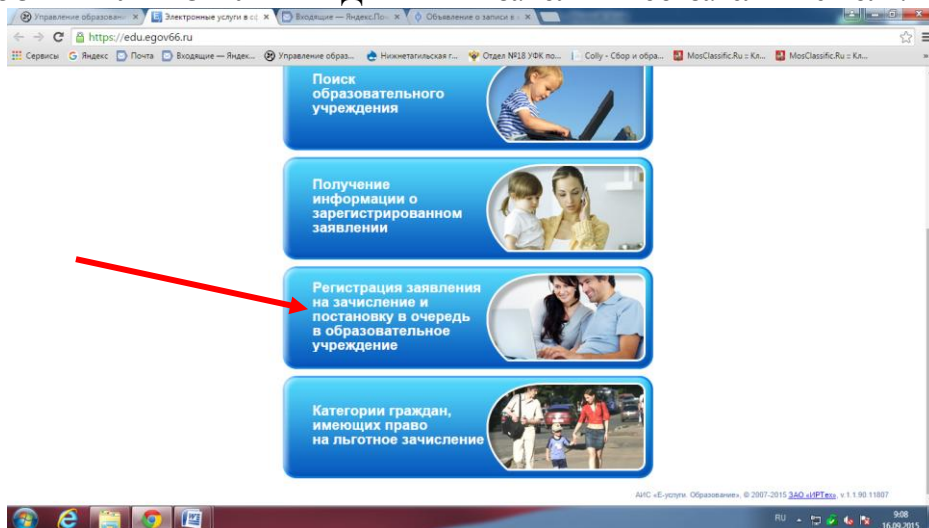 Управление образовани
Электронные услуги в сф
Входящие — Яндекс.По
Объявление о записи в
https://edu.egov66.ru
Сервисы Яндекс Почта Входящие — Яндек... Управление образ... Нижнетагильская г... Отдел №18 УФК по... Colly - Сбор и обра... MosClassific.Ru :: Кл... MosClassific.Ru :: Кл...
Поиск
образовательного
учреждения
Получение
информации о
зарегистрированном
заявлении
Регистрация заявления
на зачисление и
постановку в очередь
в образовательное
учреждение
Категории граждан,
имеющих право
на льготное зачисление
АИС «Е-услуги. Образование», © 2007-2015 ЗАО «ИРТех», v.1.1.90.11807
RU
9:08
16.09.2015